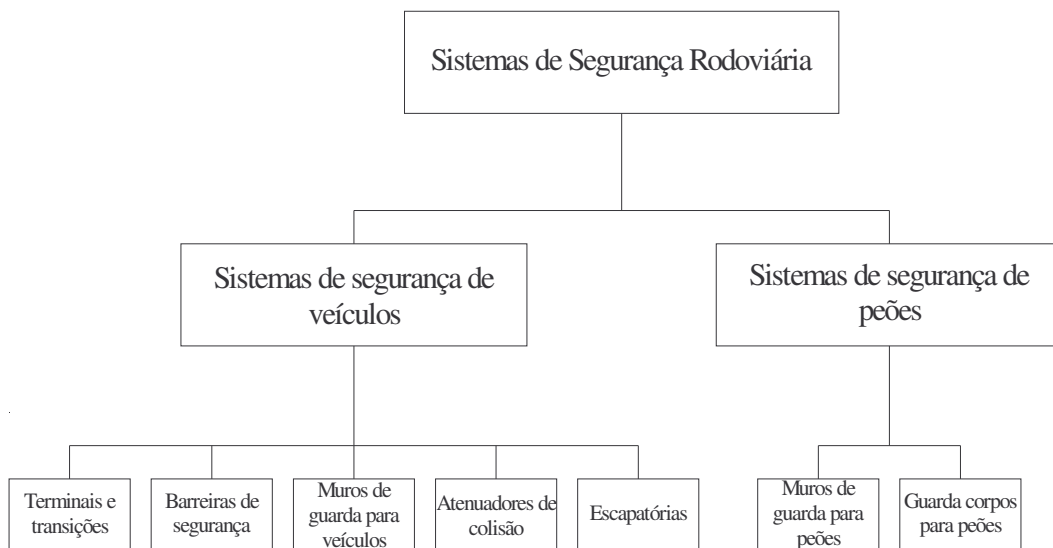 Sistemas de Segurança Rodoviária
Sistemas de segurança de
veículos
Sistemas de segurança de
peões
Terminais e
transições
Barreiras de
segurança
Muros de
guarda para
veículos
Atenuadores de
colisão
Escapatórias
Muros de
guarda para
peões
Guarda corpos
para peões